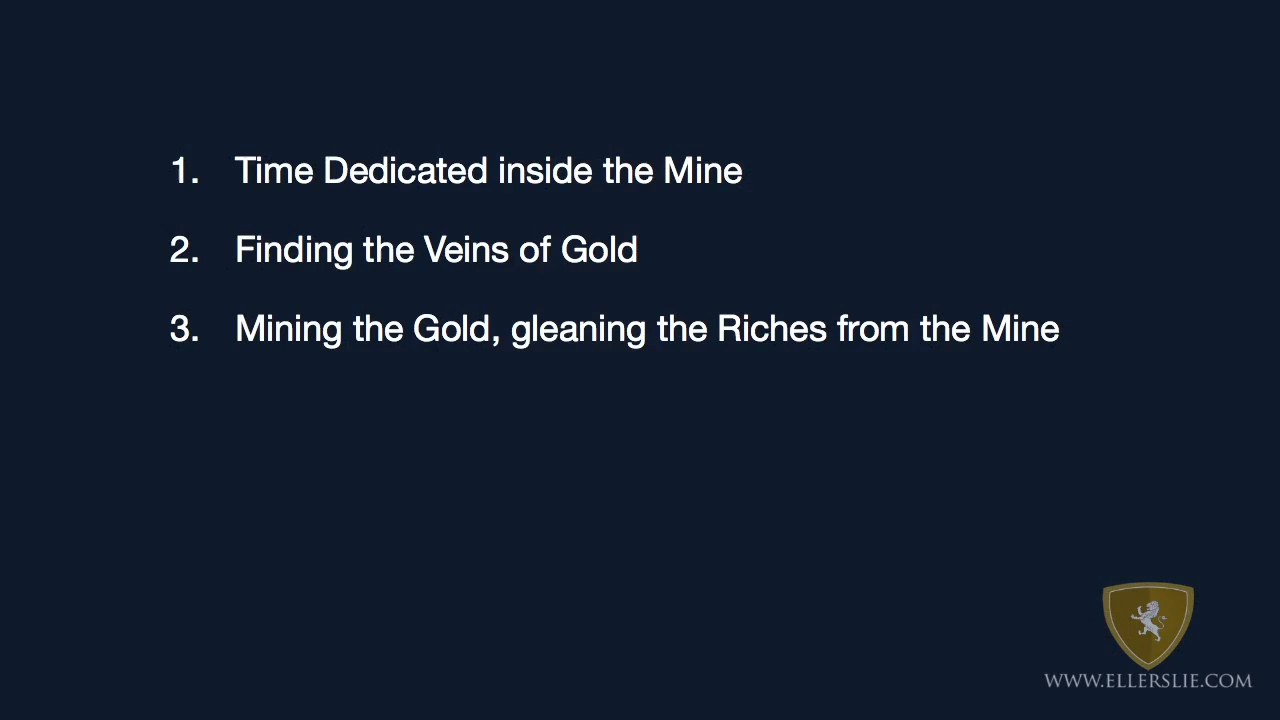 1. Time Dedicated inside the Mine
2. Finding the Veins of Gold
3. Mining the Gold, gleaning the Riches from the Mine
WWW.ELLERSLIE.COM